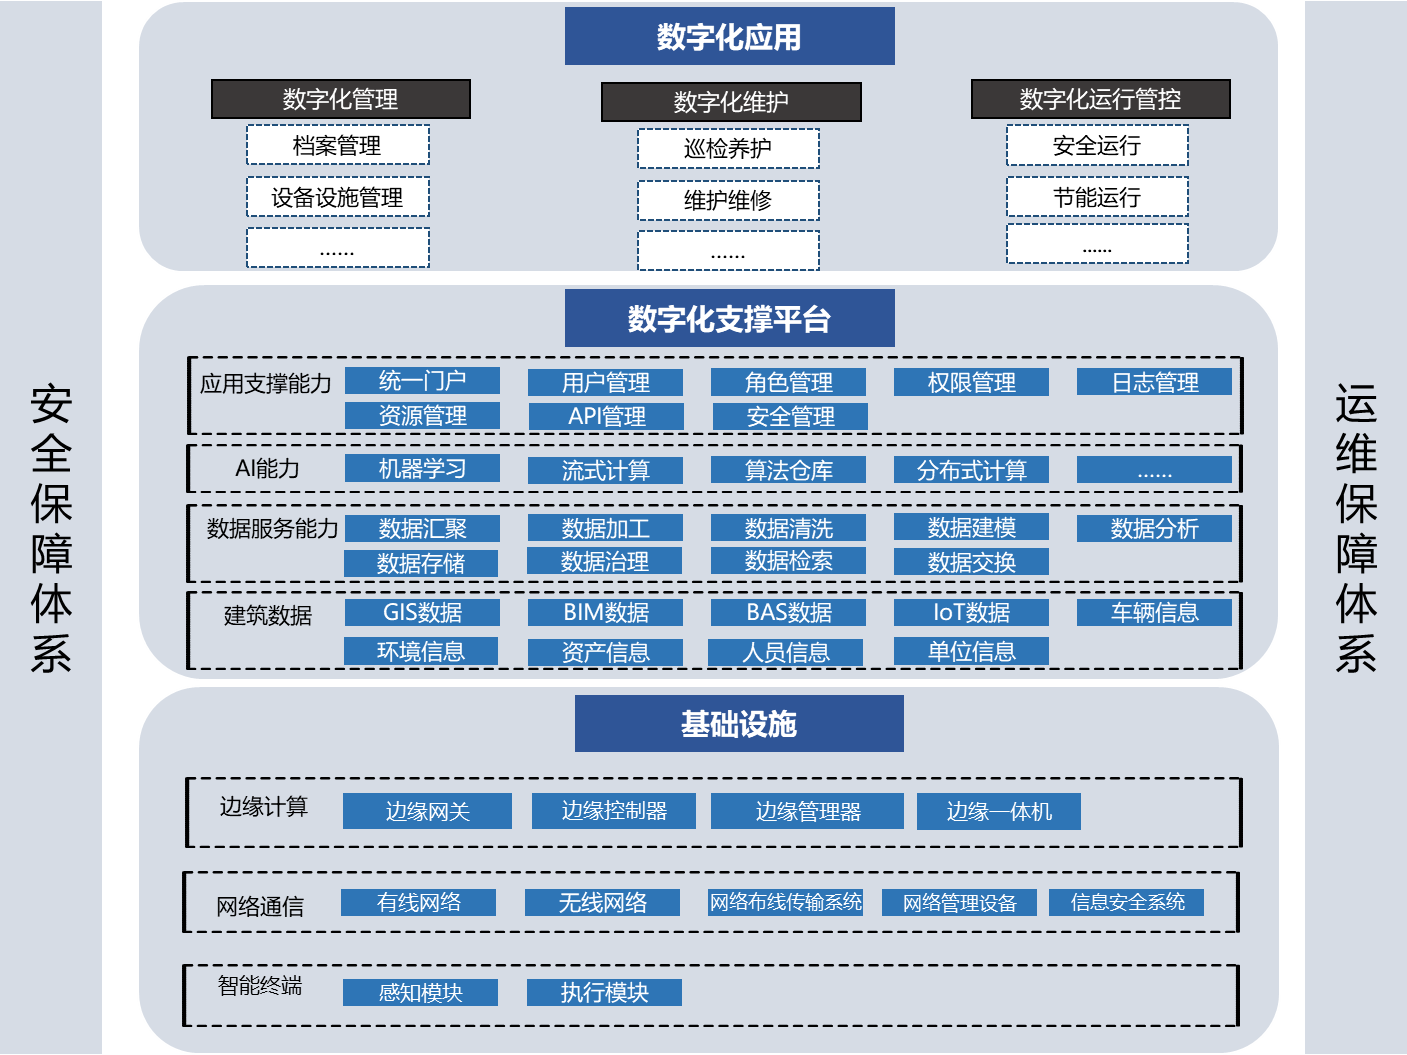 安全保障体系
数字化应用
数字化管理
档案管理
设备设施管理
......
数字化维护
巡检养护
维护维修
......
数字化运行管控
安全运行
节能运行
......
数字化支撑平台
应用支撑能力 统一门户 用户管理 角色管理 权限管理 日志管理
资源管理 API管理 安全管理
AI能力 机器学习 流式计算 算法仓库 分布式计算 ......
数据服务能力 数据汇聚 数据加工 数据清洗 数据建模 数据分析
数据存储 数据治理 数据检索 数据交换
建筑数据 GIS数据 BIM数据 BAS数据 IoT数据 车辆信息
环境信息 资产信息 人员信息 单位信息
基础设施
边缘计算 边缘网关 边缘控制器 边缘管理器 边缘一体机
网络通信 有线网络 无线网络 网络布线传输系统 网络管理设备 信息安全系统
智能终端 感知模块 执行模块
运维保障体系